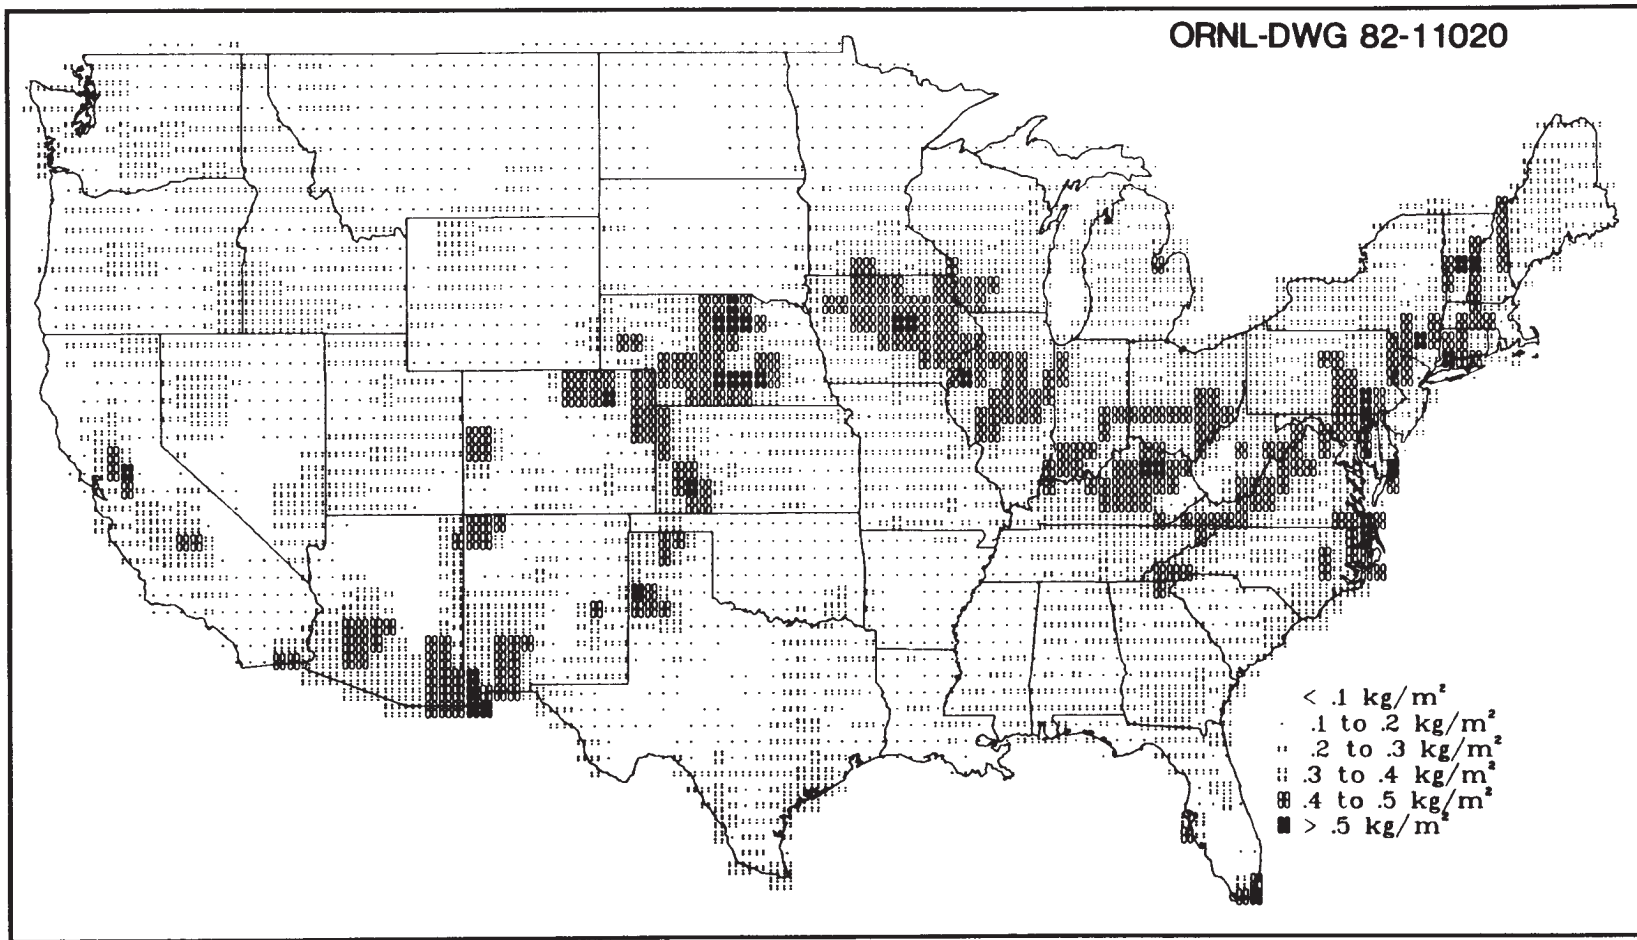 ORNL-DWG 82-11020
< .1 kg/m²
.1 to .2 kg/m²
.2 to .3 kg/m²
.3 to .4 kg/m²
.4 to .5 kg/m²
> .5 kg/m²